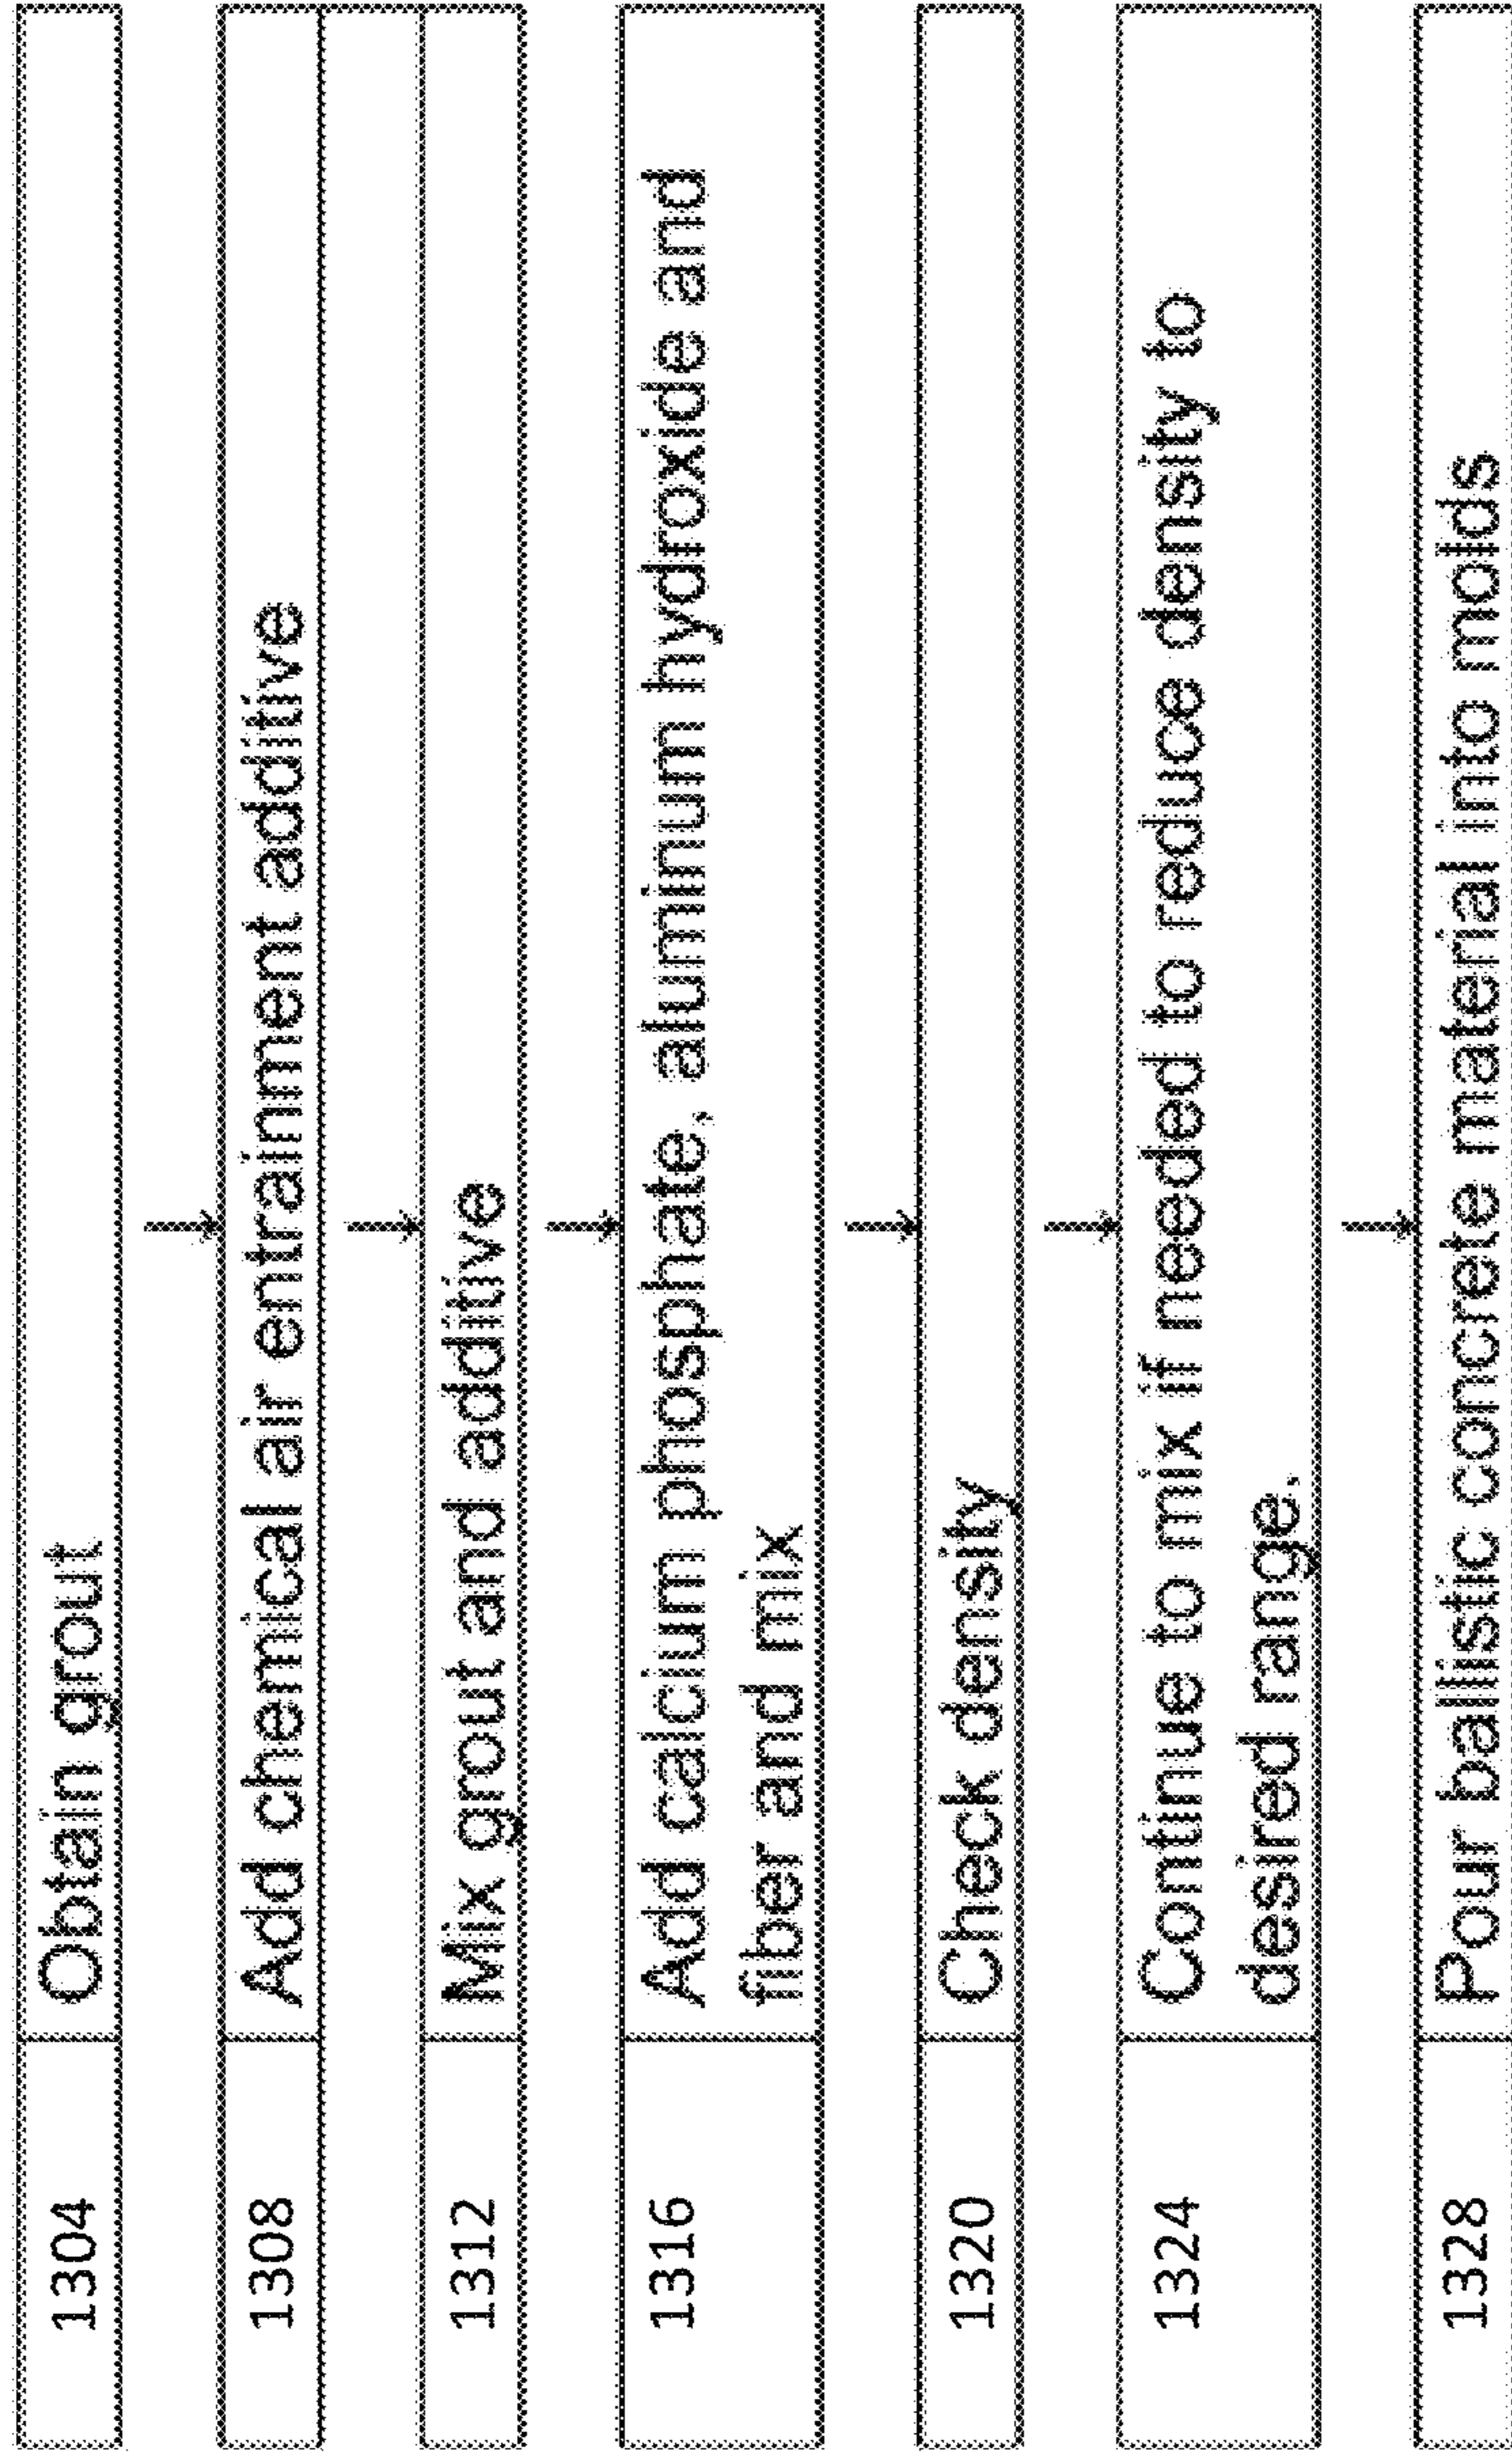 1304 Obtain grout
1308 Add chemical air entrainment additive
1312 Mix grout and additive
1316 Add calcium phosphate, aluminum hydroxide and
fiber and mix
1320 Check density
1324 Continue to mix if needed to reduce density to
desired range.
1328 Pour ballistic concrete material into molds